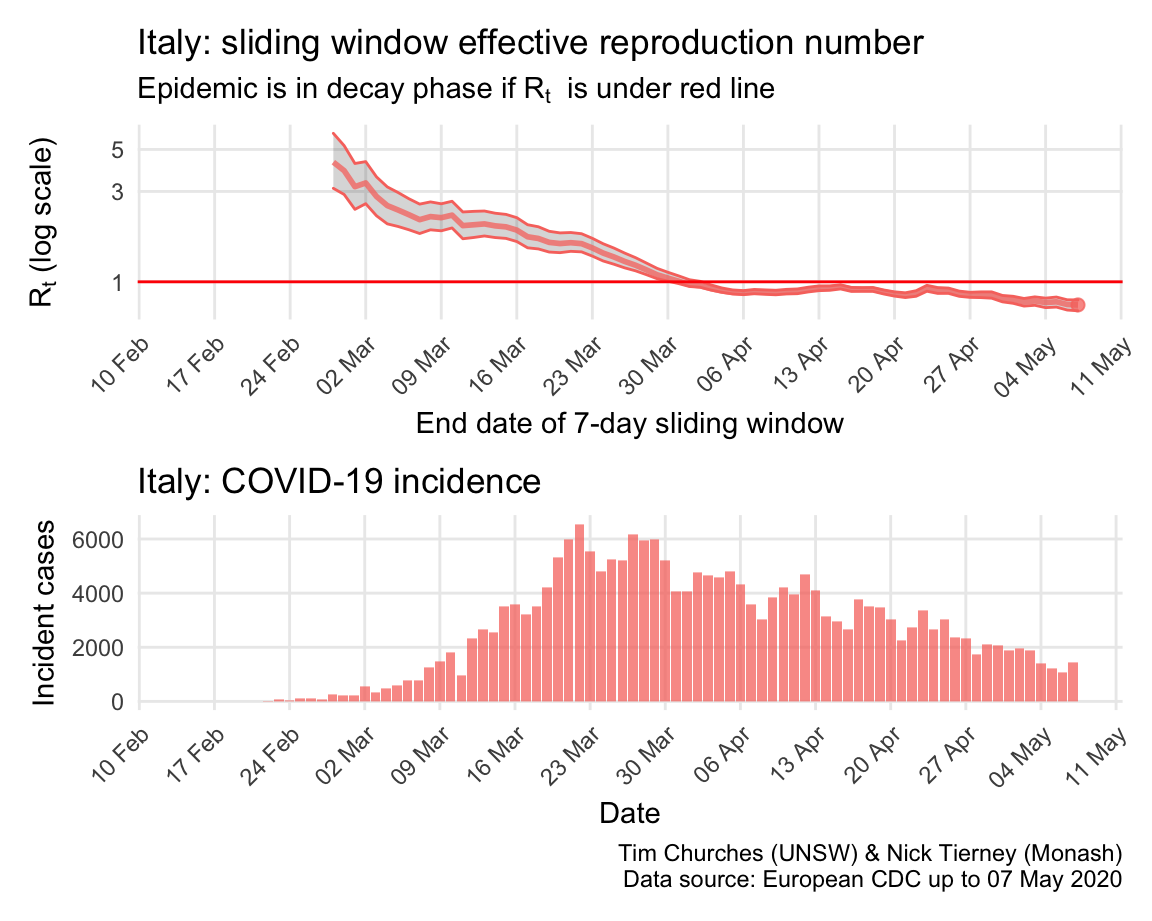 Italy: sliding window effective reproduction number
Epidemic is in decay phase if Rt is under red line
Rt (log scale)
5
3
1
10 Feb
17 Feb
24 Feb
02 Mar
09 Mar
16 Mar
23 Mar
30 Mar
06 Apr
13 Apr
20 Apr
27 Apr
04 May
11 May
End date of 7-day sliding window
Italy: COVID-19 incidence
Incident cases
6000
4000
2000
0
10 Feb
17 Feb
24 Feb
02 Mar
09 Mar
16 Mar
23 Mar
30 Mar
06 Apr
13 Apr
20 Apr
27 Apr
04 May
11 May
Date
Tim Churches (UNSW) & Nick Tierney (Monash)
Data source: European CDC up to 07 May 2020